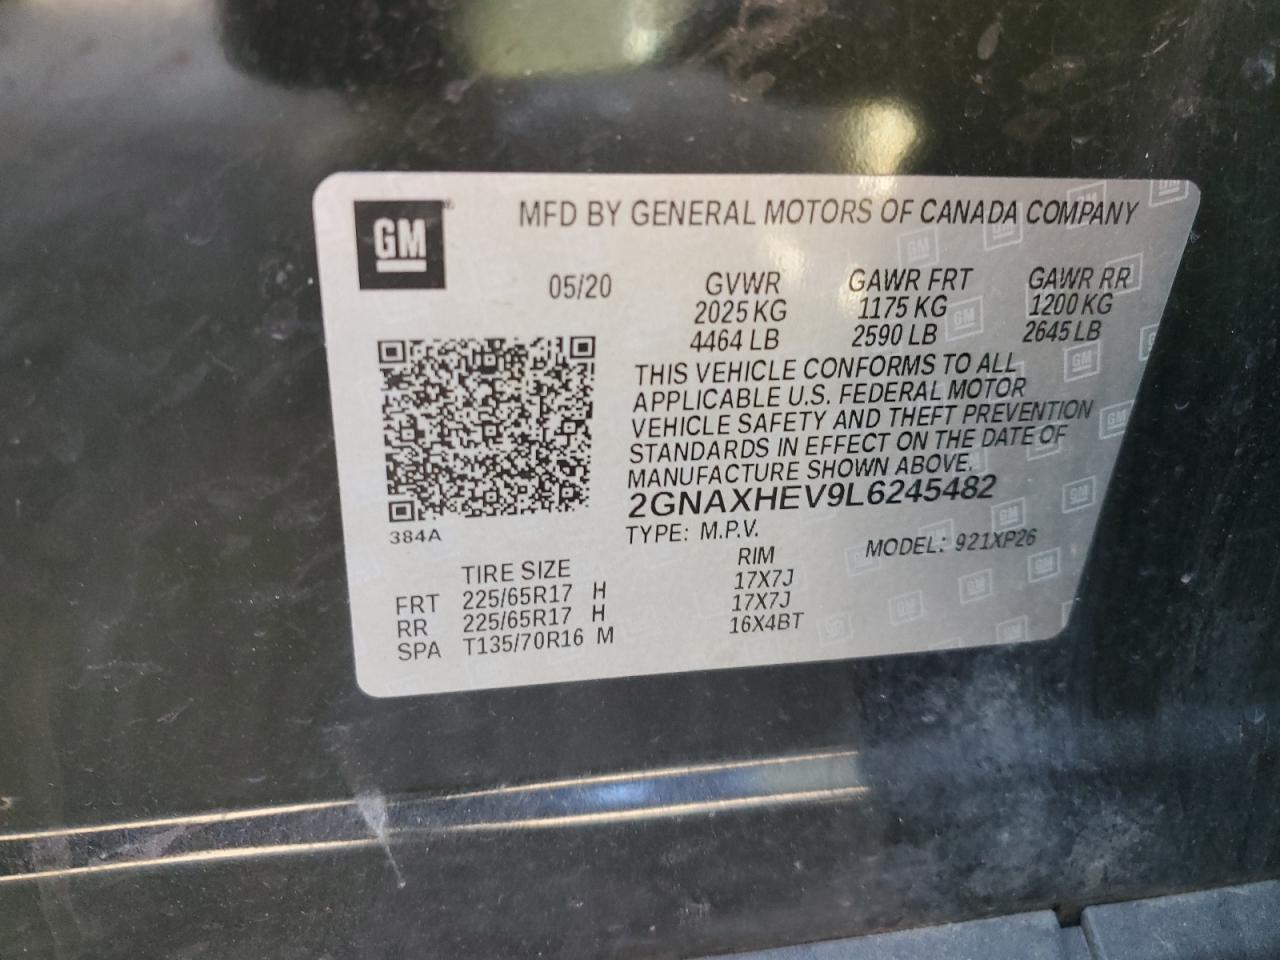 GM
MFD BY GENERAL MOTORS OF CANADA COMPANY
05/20 GVWR GAWR FRT GAWR RR
2025 KG 1175 KG 1200 KG
4464 LB 2590 LB 2645 LB
THIS VEHICLE CONFORMS TO ALL
APPLICABLE U.S. FEDERAL MOTOR
VEHICLE SAFETY AND THEFT PREVENTION
STANDARDS IN EFFECT ON THE DATE OF
MANUFACTURE SHOWN ABOVE.
2GNAXHEV9L6245482
384A
TYPE: M.P.V. MODEL: 921XP26
TIRE SIZE RIM
FRT 225/65R17 H 17X7J
RR 225/65R17 H 17X7J
SPA T135/70R16 M 16X4BT